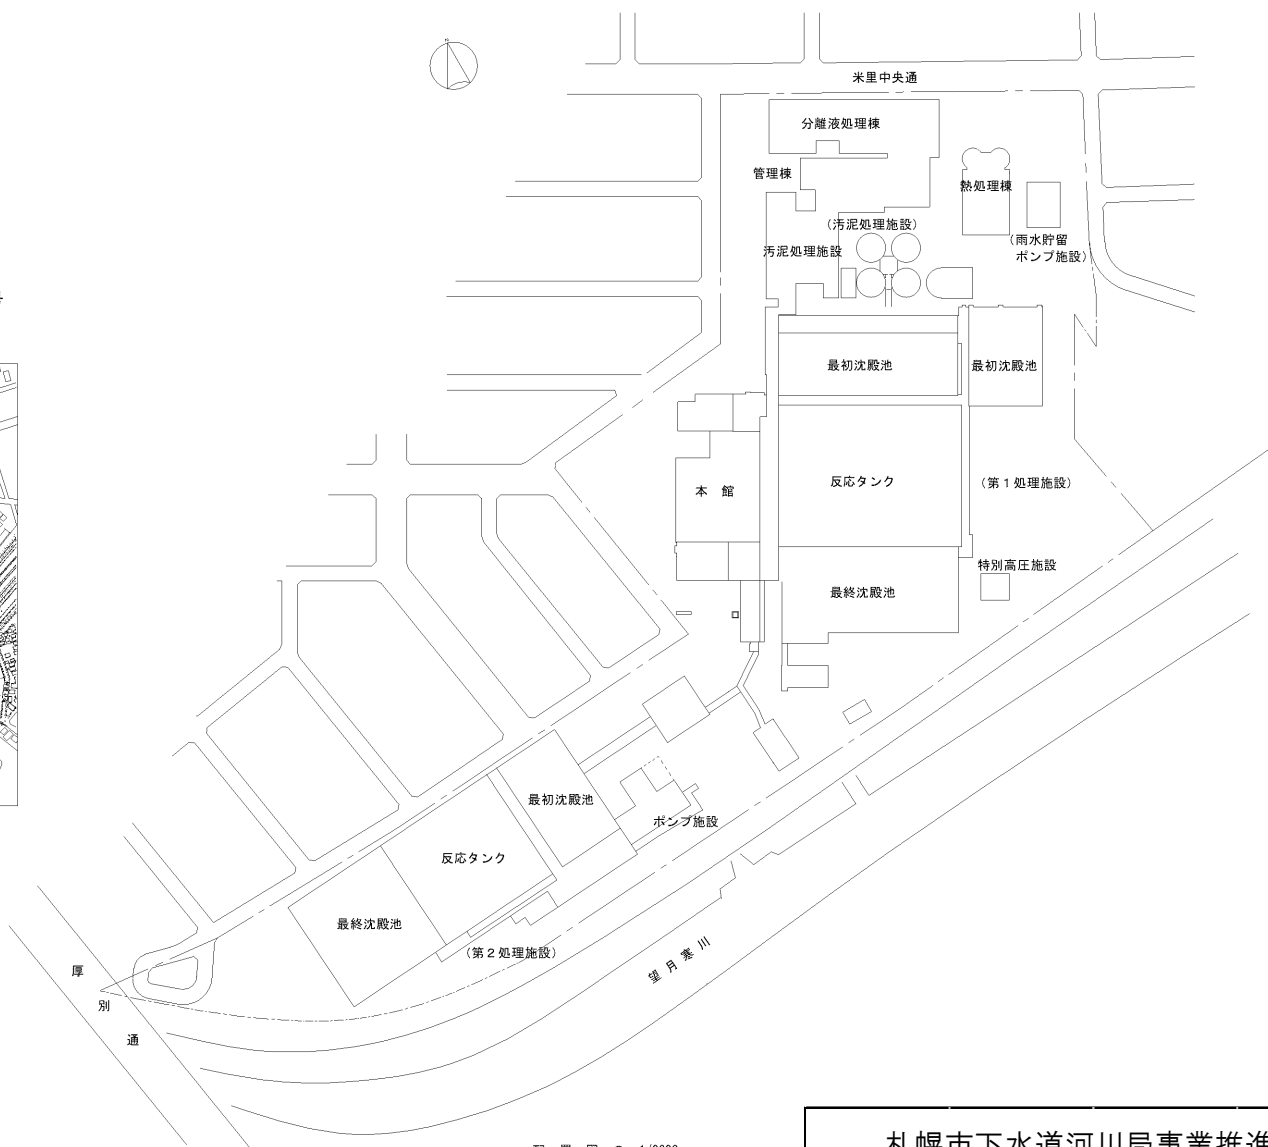 米里中央通
分離液処理棟
管理棟
熱処理棟
(汚泥処理施設)
汚泥処理施設
(雨水貯留
ポンプ施設)
最初沈殿池
最初沈殿池
反応タンク
(第1処理施設)
本 館
特別高圧施設
最終沈殿池
最初沈殿池
ポンプ施設
反応タンク
最終沈殿池
(第2処理施設)
望月寒川
厚別通
札幌市下水道河川局事業推進